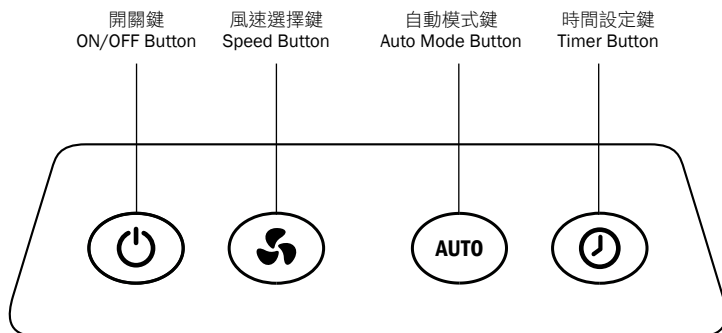 開關鍵
ON/OFF Button
風速選擇鍵
Speed Button
自動模式鍵
Auto Mode Button
時間設定鍵
Timer Button
AUTO